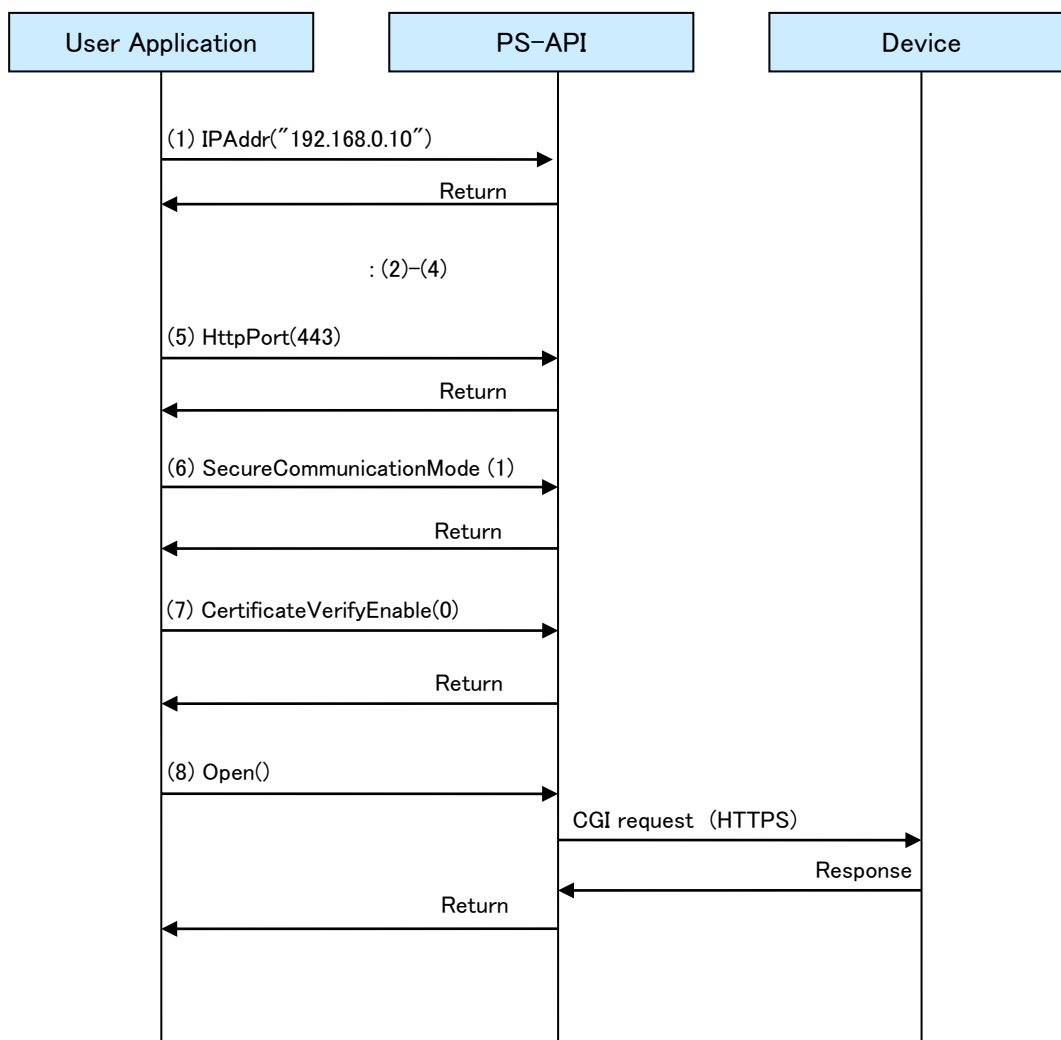 User Application
PS-API
Device
(1) IPAddr("192.168.0.10")
Return
: (2)-(4)
(5) HttpPort(443)
Return
(6) SecureCommunicationMode (1)
Return
(7) CertificateVerifyEnable(0)
Return
(8) Open()
CGI request (HTTPS)
Response
Return